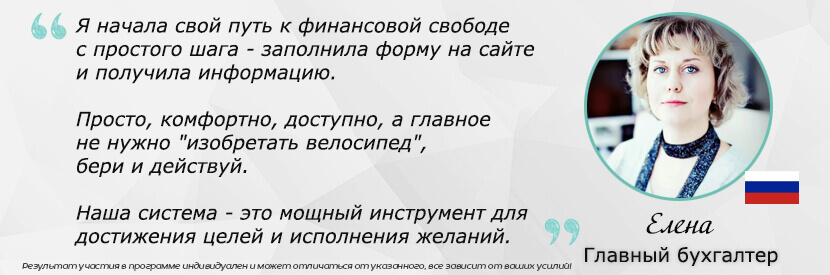 Я начала свой путь к финансовой свободе
с простого шага - заполнила форму на сайте
и получила информацию.
Просто, комфортно, доступно, а главное
не нужно "изобретать велосипед",
бери и действуй.
Наша система - это мощный инструмент для
достижения целей и исполнения желаний.
Елена
Главный бухгалтер
Результат участия в программе индивидуален и может отличаться от указанного, все зависит от ваших усилий!